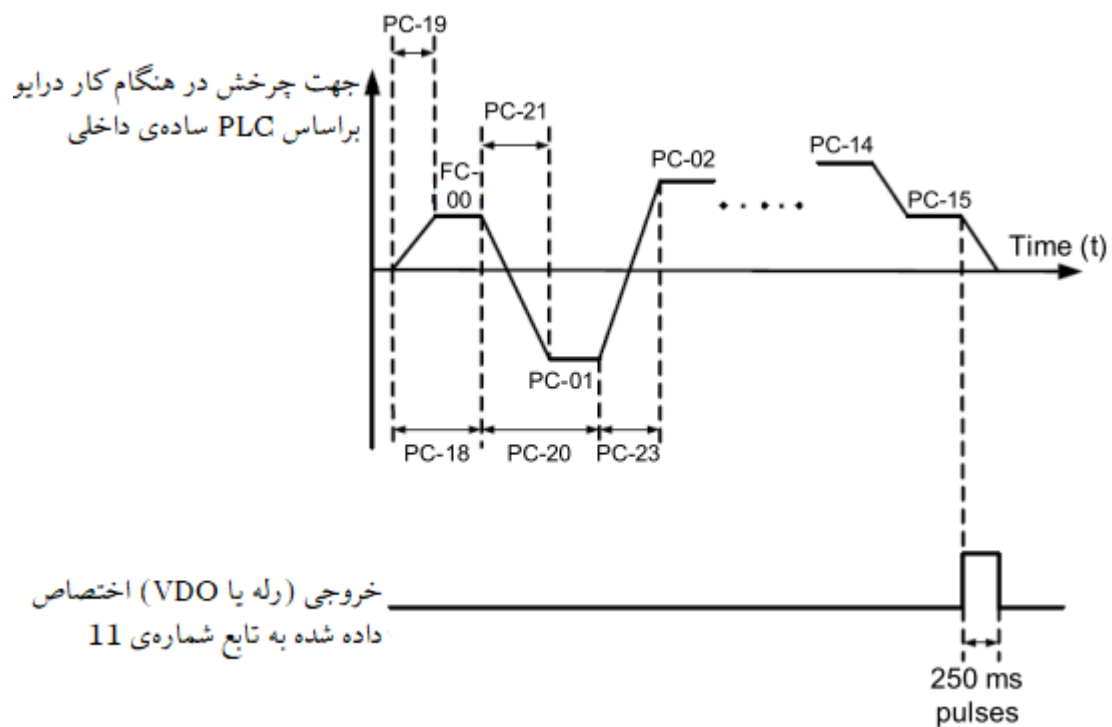 PC-19
جهت چرخش در هنگام کار درایو
براساس PLC ساده‌ی داخلی
PC-21
FC-
00
PC-02
PC-14
PC-15
Time (t)
PC-01
PC-18
PC-20
PC-23
خروجی (رله یا VDO) اختصاص
داده شده به تابع شماره‌ی 11
250 ms
pulses